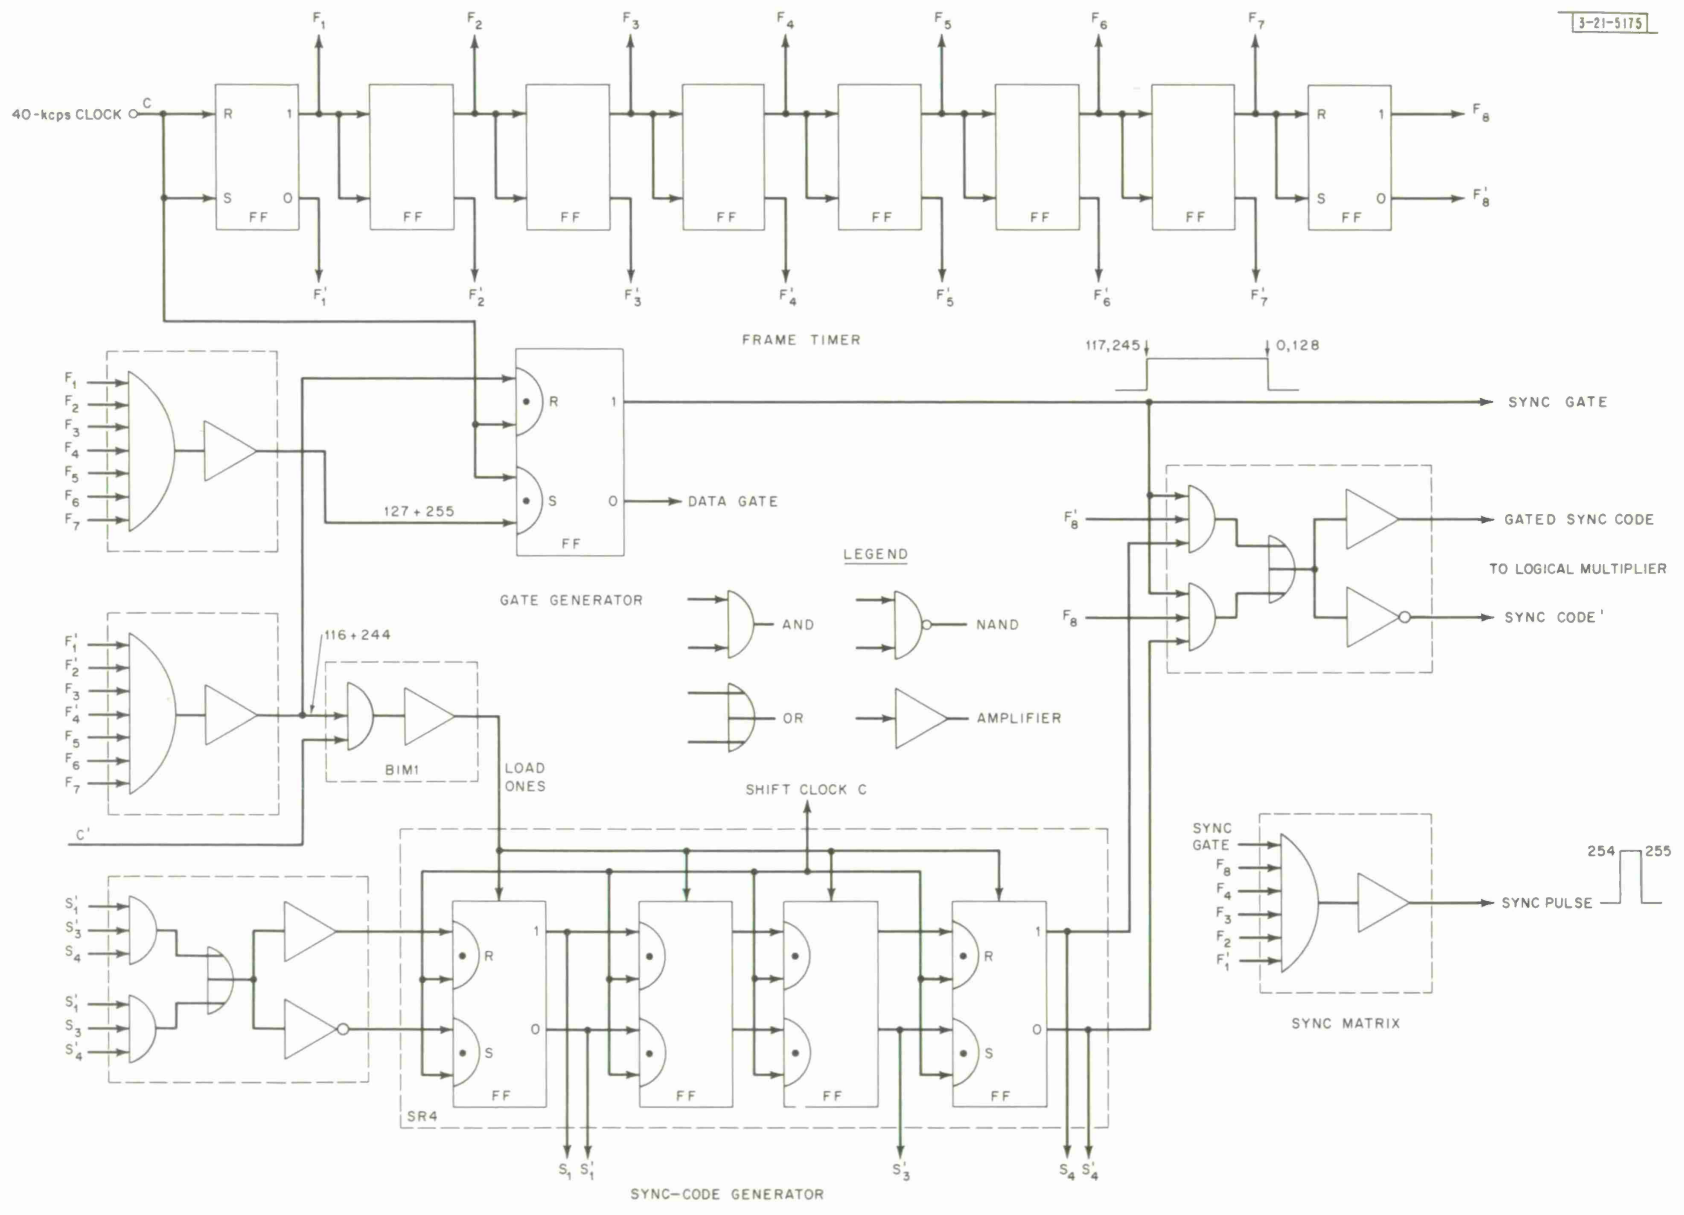 3-21-5175
F1 F2 F3 F4 F5 F6 F7
40-kcps CLOCK C
R 1
S 0
FF FF FF FF FF FF FF
R 1
S 0
FF
F8
F'8
F'1 F'2 F'3 F'4 F'5 F'6 F'7
FRAME TIMER
117,245 0,128
F1
F2
F3
F4
F5
F6
F7
127 + 255
R 1
S 0
FF
SYNC GATE
DATA GATE
GATE GENERATOR
LEGEND
AND
NAND
OR
AMPLIFIER
F'8
F8
GATED SYNC CODE
TO LOGICAL MULTIPLIER
SYNC CODE'
F'1
F'2
F3
F'4
F5
F6
F7
116 + 244
BIM1
C'
LOAD
ONES
SHIFT CLOCK C
S'1
S'3
S4
S'1
S3
S'4
R 1
S 0
FF
FF
FF
R 1
S 0
FF
SR4
S1 S'1 S'3 S4 S'4
SYNC-CODE GENERATOR
SYNC
GATE
F8
F4
F3
F2
F'1
SYNC PULSE
254 255
SYNC MATRIX